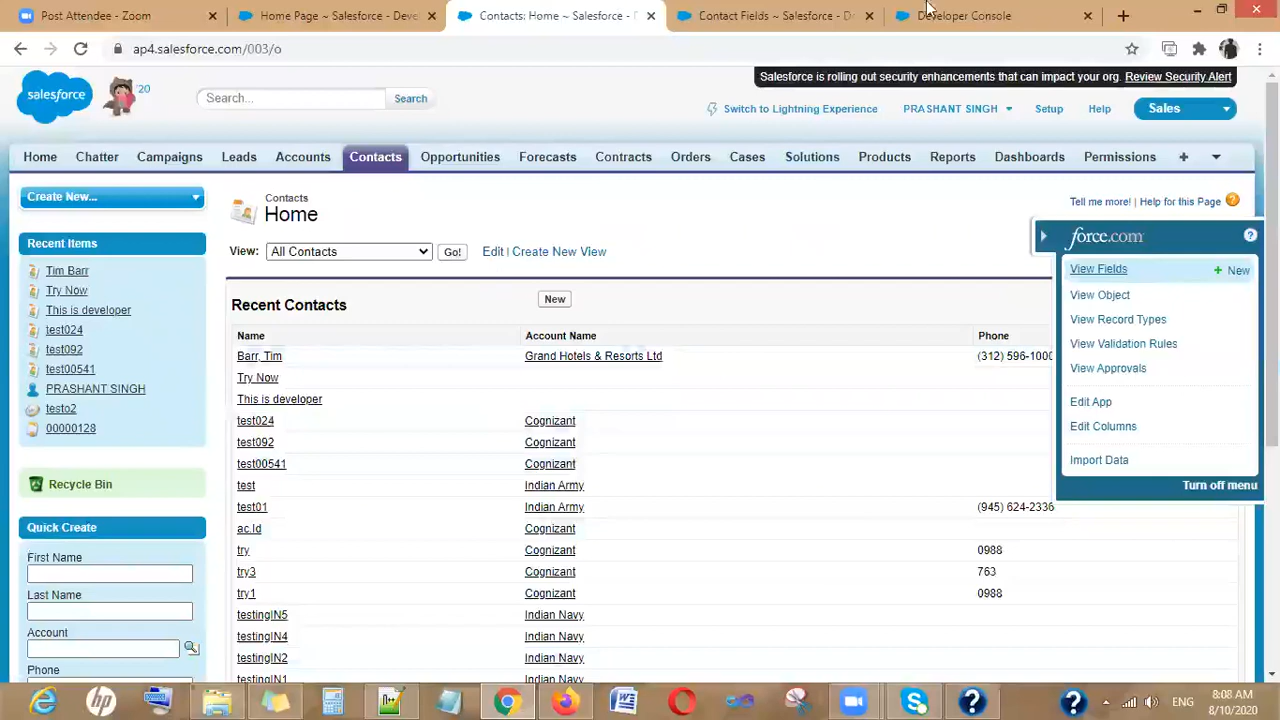 Post Attendee - Zoom
Home Page ~ Salesforce - Deve
Contacts: Home ~ Salesforce - D
Contact Fields ~ Salesforce - D
Developer Console
ap4.salesforce.com/003/o
Salesforce is rolling out security enhancements that can impact your org. Review Security Alert
salesforce
'20
Search...
Search
Switch to Lightning Experience
PRASHANT SINGH
Setup
Help
Sales
Home
Chatter
Campaigns
Leads
Accounts
Contacts
Opportunities
Forecasts
Contracts
Orders
Cases
Solutions
Products
Reports
Dashboards
Permissions
Create New...
Recent Items
Tim Barr
Try Now
This is developer
test024
test092
test00541
PRASHANT SINGH
testo2
00000128
Recycle Bin
Quick Create
First Name
Last Name
Account
Phone
Contacts
Home
Tell me more! | Help for this Page
View: All Contacts Go! Edit | Create New View
Recent Contacts New
Name Account Name Phone
Barr, Tim Grand Hotels & Resorts Ltd (312) 596-1000
Try Now
This is developer
test024 Cognizant
test092 Cognizant
test00541 Cognizant
test Indian Army
test01 Indian Army (945) 624-2336
ac.Id Cognizant
try Cognizant 0988
try3 Cognizant 763
try1 Cognizant 0988
testingIN5 Indian Navy
testingIN4 Indian Navy
testingIN2 Indian Navy
testingIN1 Indian Navy
force.com
View Fields + New
View Object
View Record Types
View Validation Rules
View Approvals
Edit App
Edit Columns
Import Data
Turn off menu
ENG
8:08 AM
8/10/2020